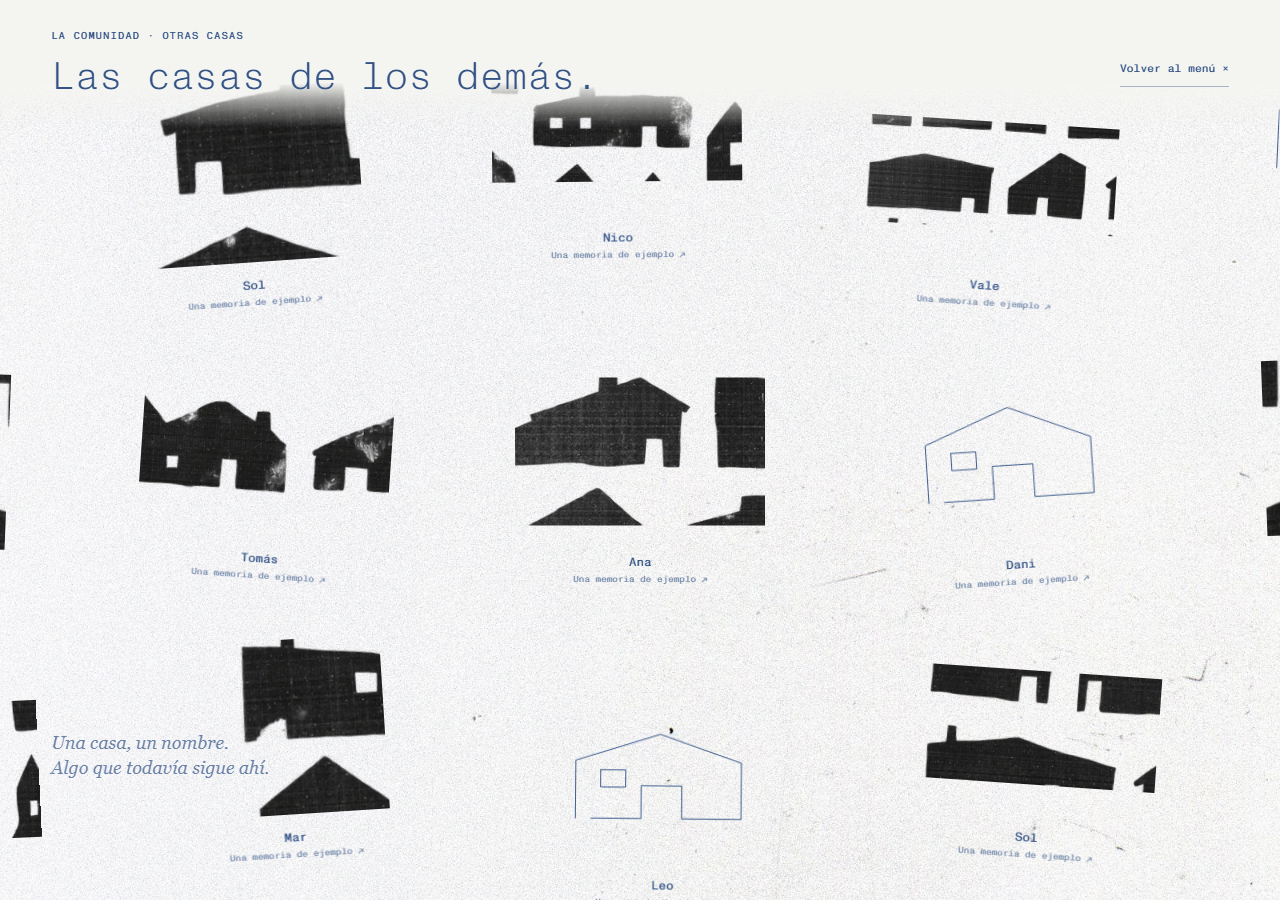 LA COMUNIDAD · OTRAS CASAS
Las casas de los demás.
Volver al menú ×
Sol
Una memoria de ejemplo ↗
Nico
Una memoria de ejemplo ↗
Vale
Una memoria de ejemplo ↗
Tomás
Una memoria de ejemplo ↗
Ana
Una memoria de ejemplo ↗
Dani
Una memoria de ejemplo ↗
Una casa, un nombre.
Algo que todavía sigue ahí.
Mar
Una memoria de ejemplo ↗
Sol
Una memoria de ejemplo ↗
Leo